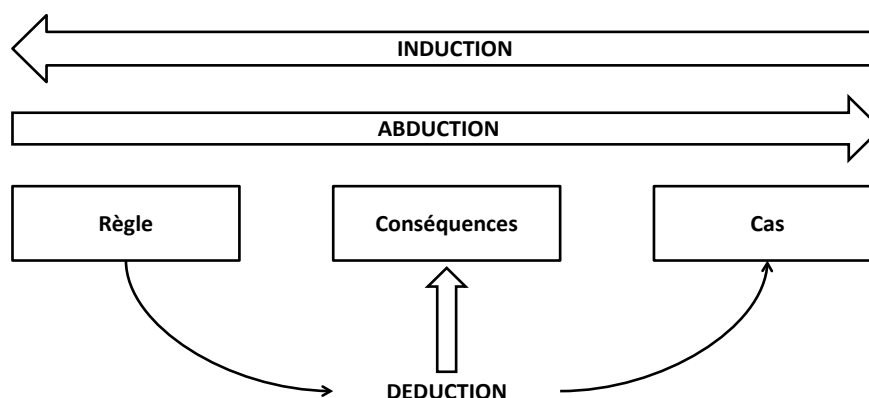 INDUCTION
ABDUCTION
Règle
Conséquences
Cas
DEDUCTION